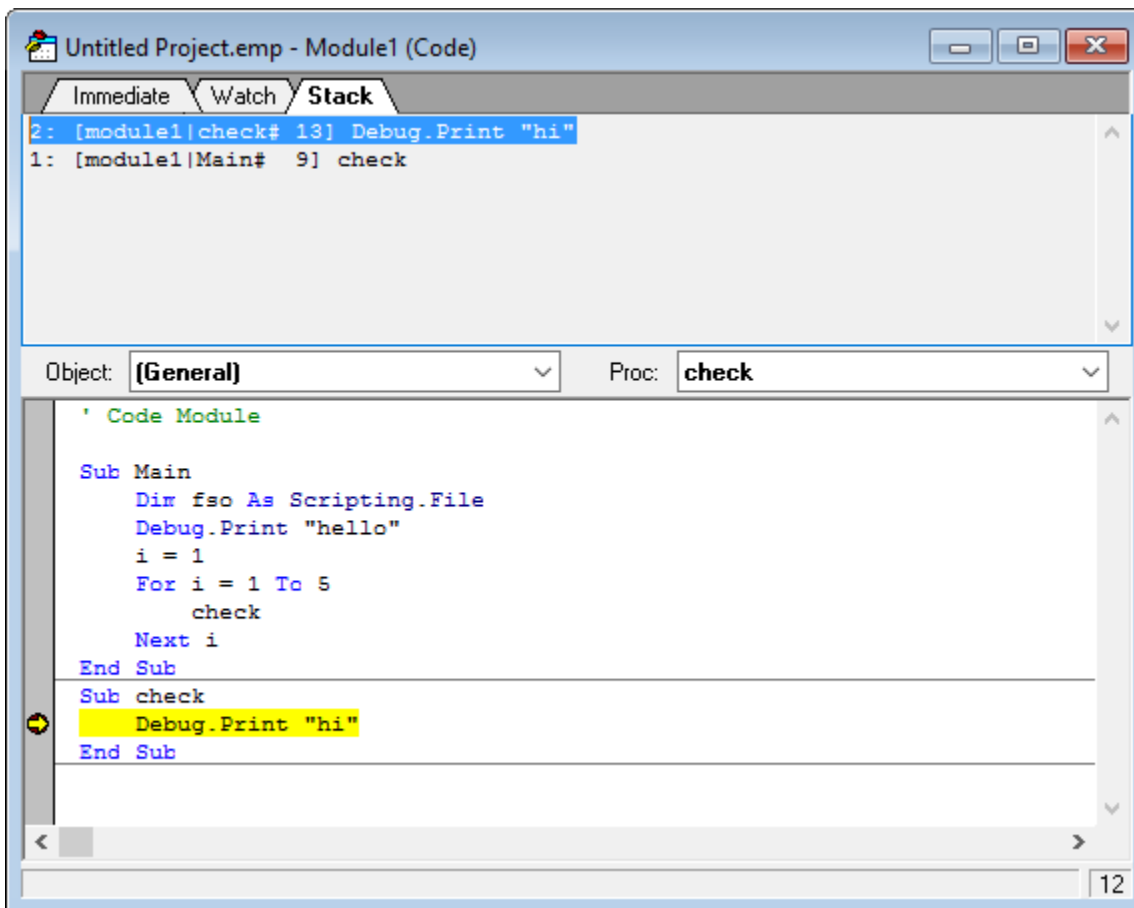 Untitled Project.emp - Module1 (Code)
Immediate Watch Stack
2: [module1|check# 13] Debug.Print "hi"
1: [module1|Main#  9] check
Object: (General) Proc: check
' Code Module
Sub Main
    Dim fso As Scripting.File
    Debug.Print "hello"
    i = 1
    For i = 1 To 5
        check
    Next i
End Sub
Sub check
    Debug.Print "hi"
End Sub
12